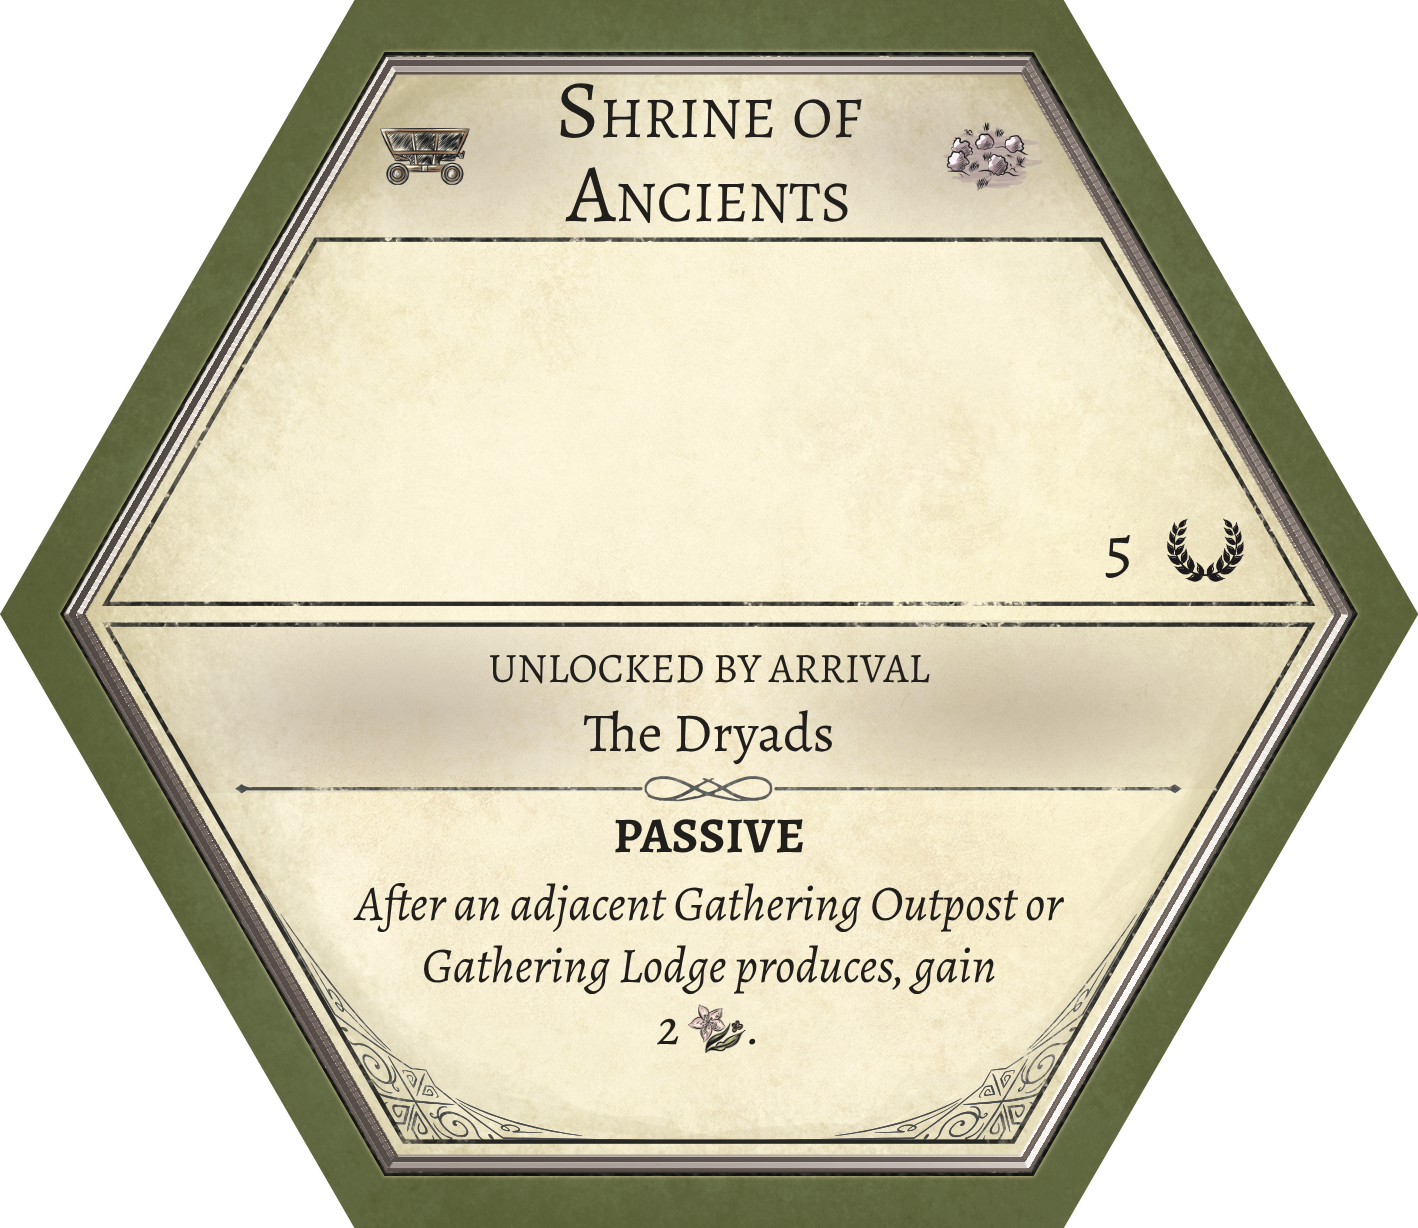 Shrine of
Ancients
5
UNLOCKED BY ARRIVAL
The Dryads
PASSIVE
After an adjacent Gathering Outpost or
Gathering Lodge produces, gain
2 .